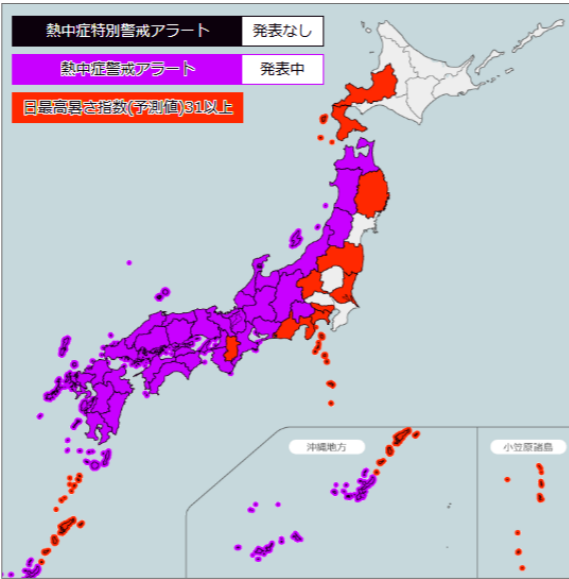 熱中症特別警戒アラート 発表なし
熱中症警戒アラート 発表中
日最高暑さ指数(予測値)31以上
沖縄地方
小笠原諸島